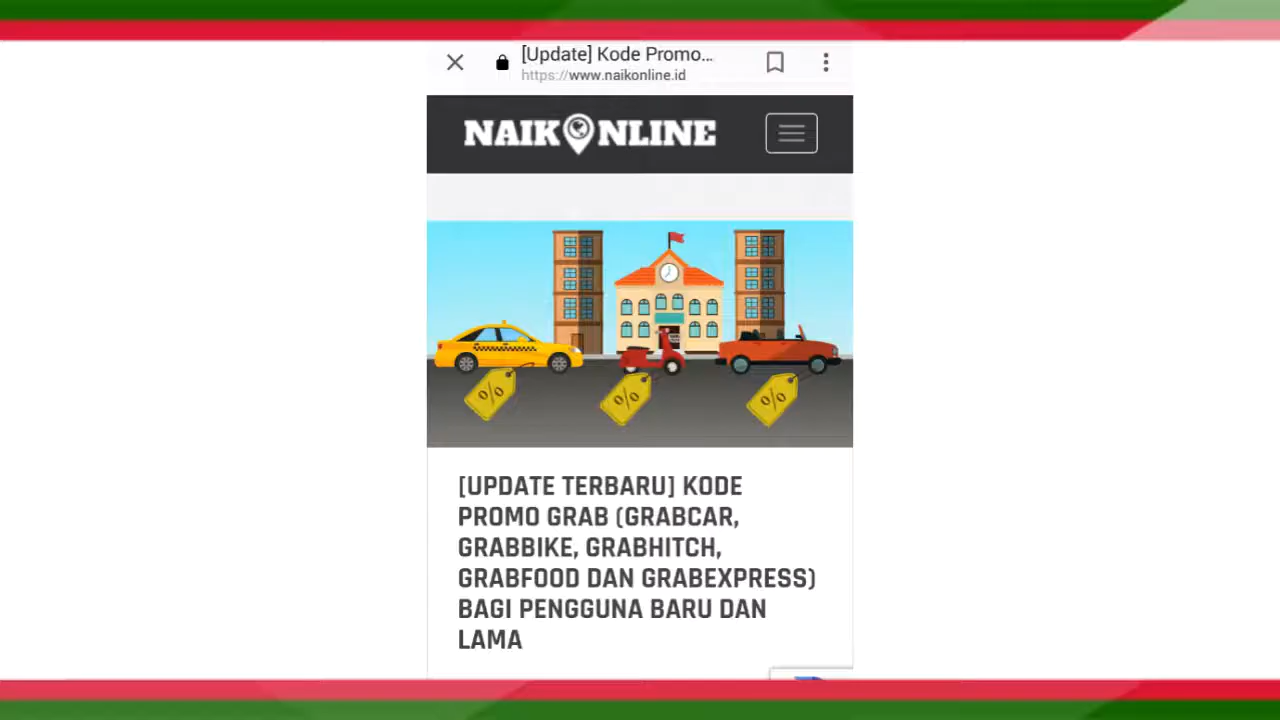 [Update] Kode Promo...
https://www.naikonline.id
NAIKONLINE
% % %
[UPDATE TERBARU] KODE
PROMO GRAB (GRABCAR,
GRABBIKE, GRABHITCH,
GRABFOOD DAN GRABEXPRESS)
BAGI PENGGUNA BARU DAN
LAMA